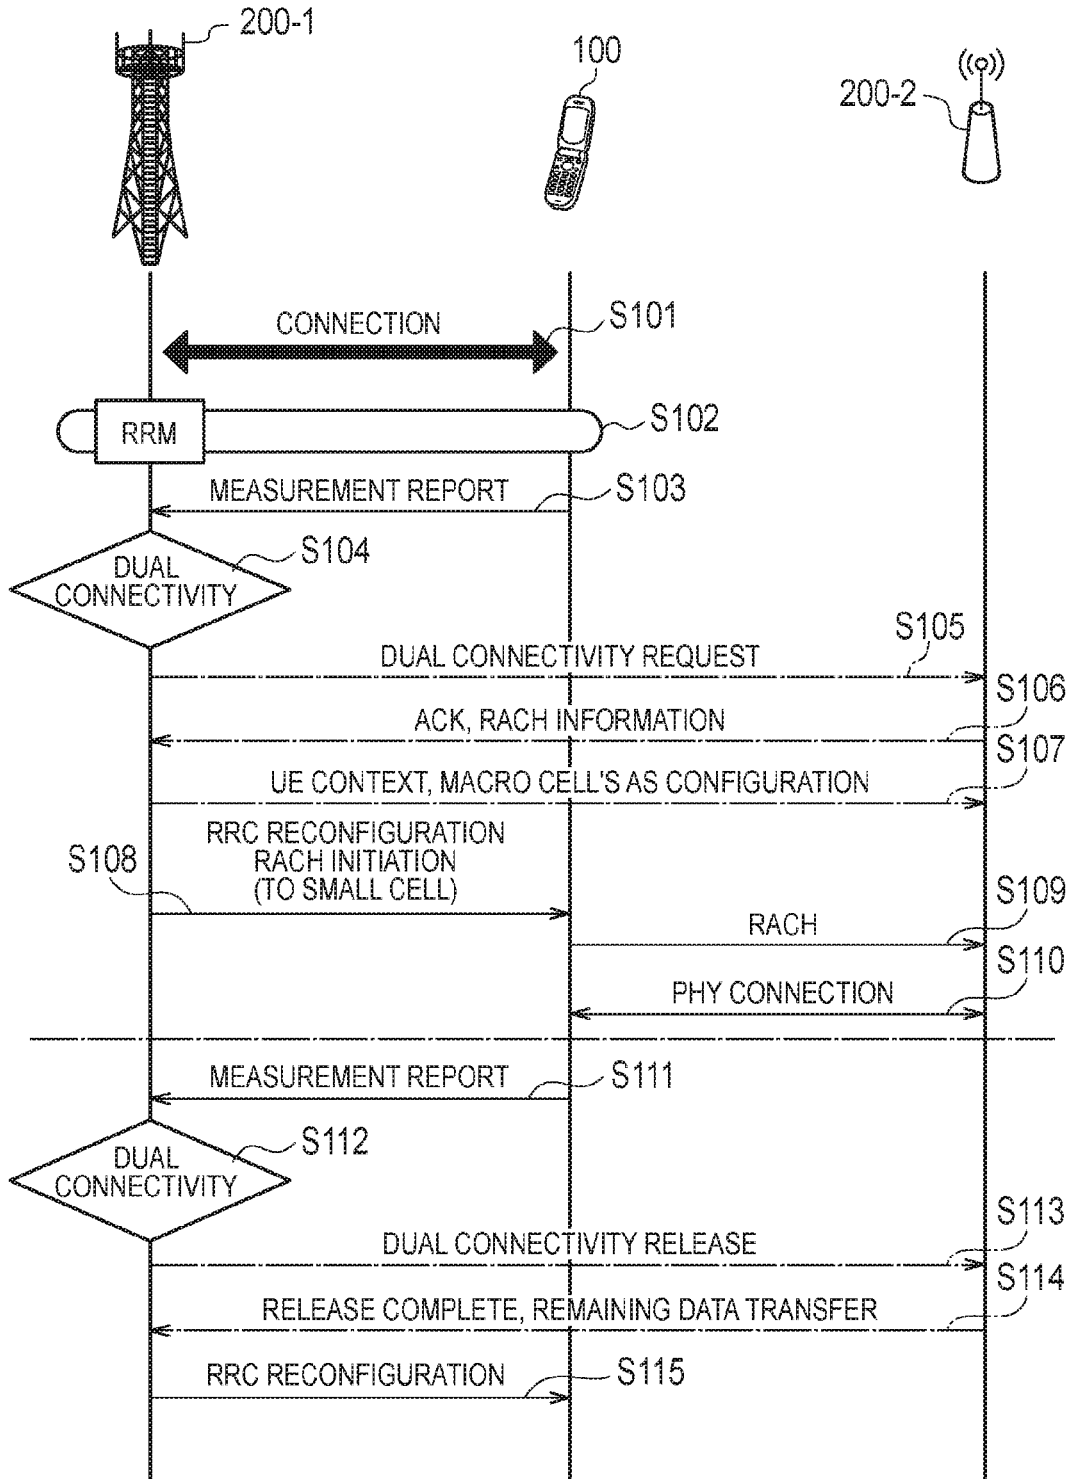 200-1
100
200-2
CONNECTION
S101
RRM
S102
MEASUREMENT REPORT
S103
DUAL
CONNECTIVITY
S104
S105
DUAL CONNECTIVITY REQUEST
S106
ACK, RACH INFORMATION
S107
UE CONTEXT, MACRO CELL'S AS CONFIGURATION
RRC RECONFIGURATION
RACH INITIATION
(TO SMALL CELL)
S108
S109
RACH
S110
PHY CONNECTION
MEASUREMENT REPORT
S111
DUAL
CONNECTIVITY
S112
S113
DUAL CONNECTIVITY RELEASE
S114
RELEASE COMPLETE, REMAINING DATA TRANSFER
RRC RECONFIGURATION
S115